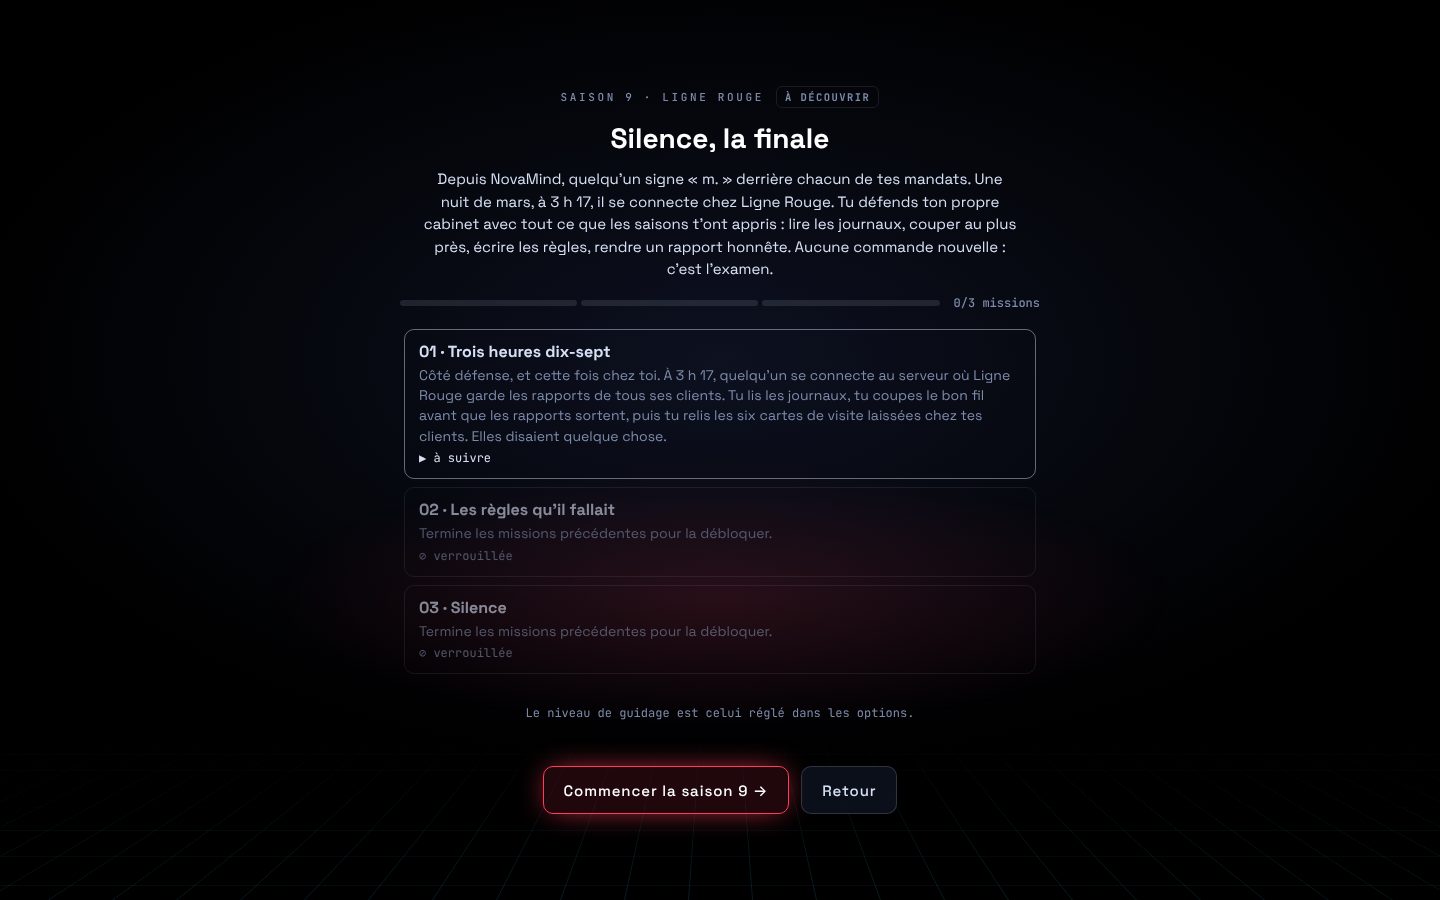 SAISON 9 · LIGNE ROUGE À DÉCOUVRIR
Silence, la finale
Depuis NovaMind, quelqu'un signe « m. » derrière chacun de tes mandats. Une
nuit de mars, à 3 h 17, il se connecte chez Ligne Rouge. Tu défends ton propre
cabinet avec tout ce que les saisons t'ont appris : lire les journaux, couper au plus
près, écrire les règles, rendre un rapport honnête. Aucune commande nouvelle :
c'est l'examen.
0/3 missions
01 · Trois heures dix-sept
Côté défense, et cette fois chez toi. À 3 h 17, quelqu'un se connecte au serveur où Ligne
Rouge garde les rapports de tous ses clients. Tu lis les journaux, tu coupes le bon fil
avant que les rapports sortent, puis tu relis les six cartes de visite laissées chez tes
clients. Elles disaient quelque chose.
▶ à suivre
02 · Les règles qu'il fallait
Termine les missions précédentes pour la débloquer.
⊘ verrouillée
03 · Silence
Termine les missions précédentes pour la débloquer.
⊘ verrouillée
Le niveau de guidage est celui réglé dans les options.
Commencer la saison 9 →
Retour